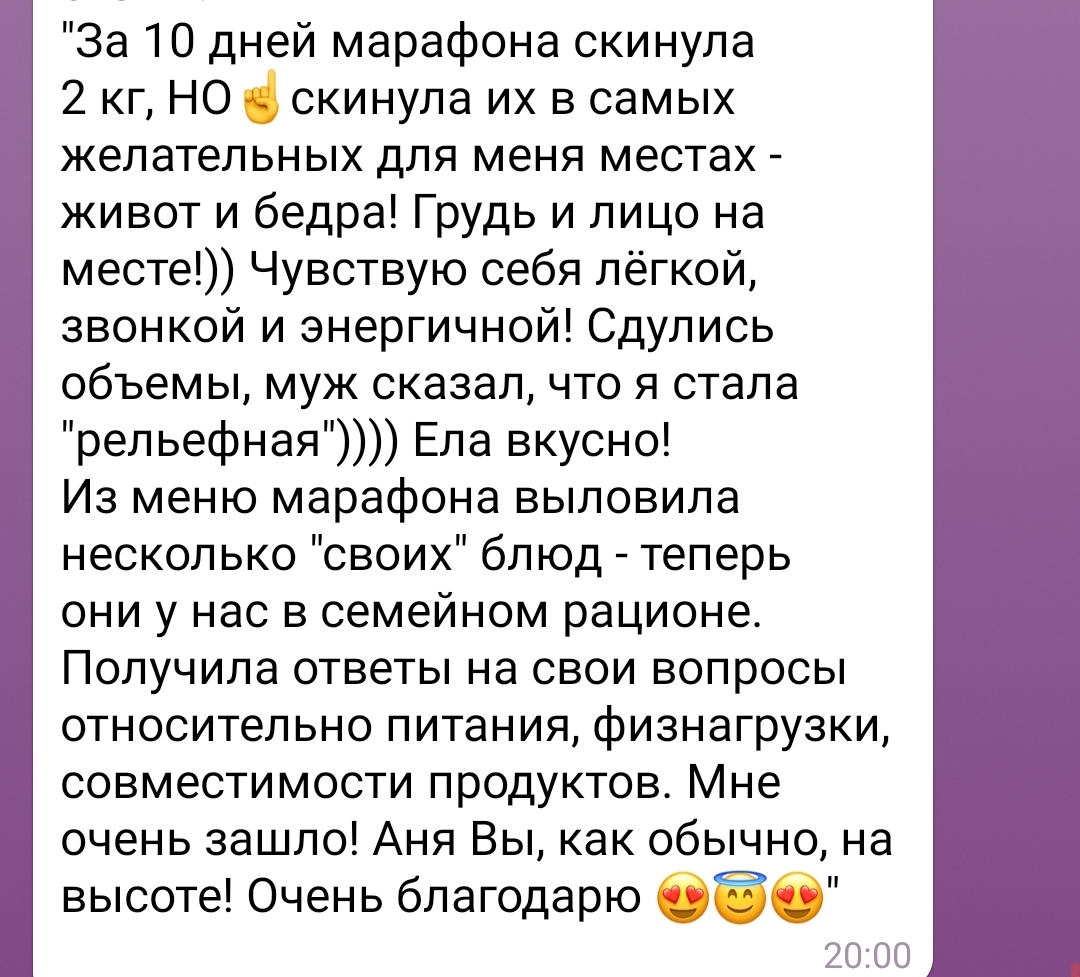 "За 10 дней марафона скинула
2 кг, НО☝️скинула их в самых
желательных для меня местах -
живот и бедра! Грудь и лицо на
месте!)) Чувствую себя лёгкой,
звонкой и энергичной! Сдулись
объемы, муж сказал, что я стала
"рельефная")))) Ела вкусно!
Из меню марафона выловила
несколько "своих" блюд - теперь
они у нас в семейном рационе.
Получила ответы на свои вопросы
относительно питания, физнагрузки,
совместимости продуктов. Мне
очень зашло! Аня Вы, как обычно, на
высоте! Очень благодарю 😍😇😍"
20:00